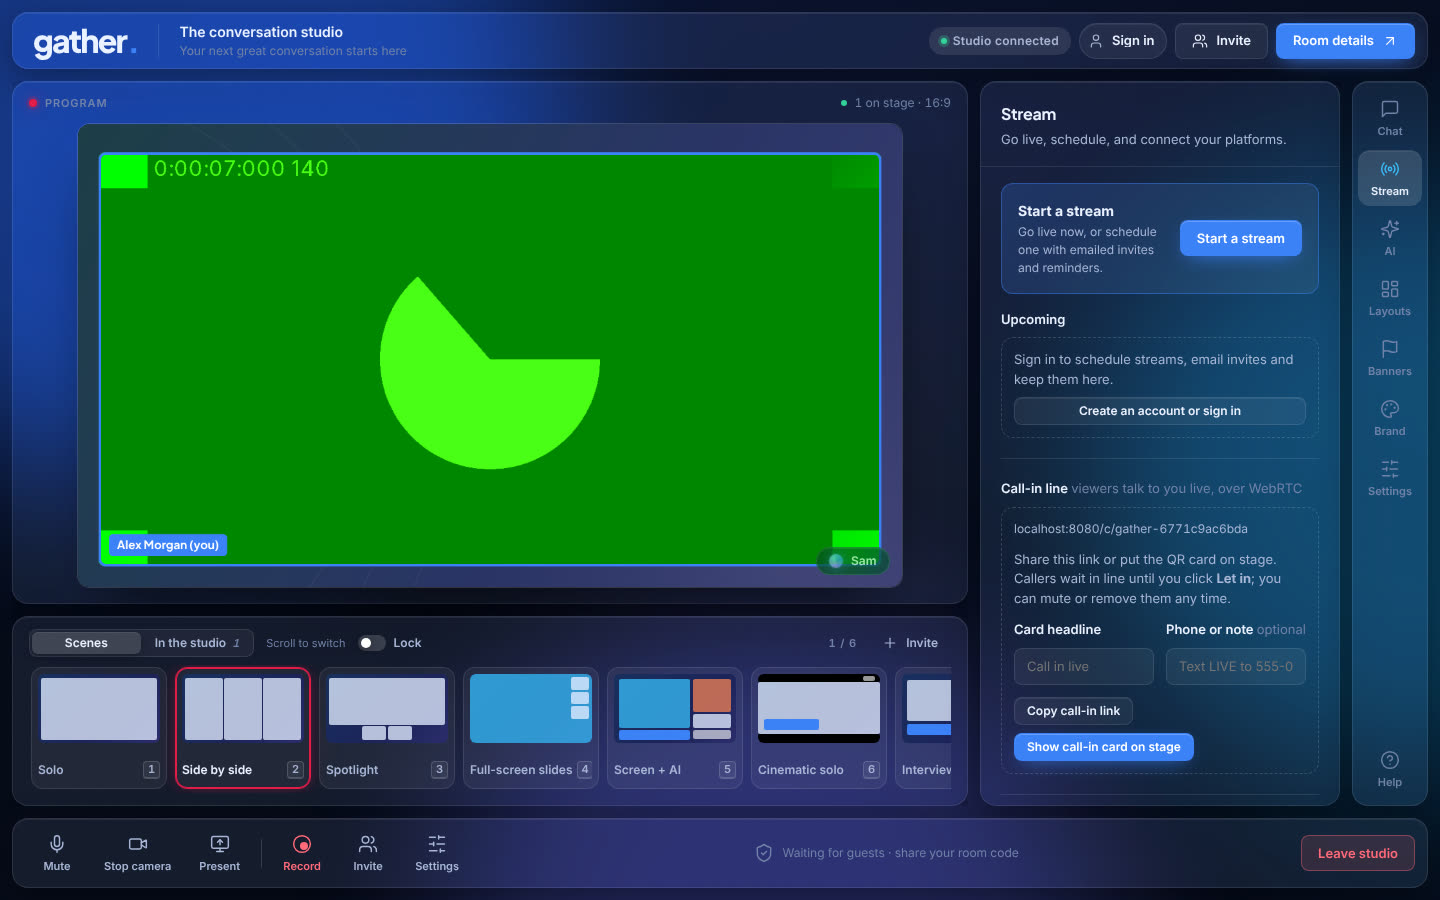 gather.
The conversation studio
Your next great conversation starts here
Studio connected
Sign in
Invite
Room details
PROGRAM
1 on stage · 16:9
0:00:07:000 140
Alex Morgan (you)
Sam
Scenes
In the studio 1
Scroll to switch
Lock
1 / 6
Invite
Solo 1
Side by side 2
Spotlight 3
Full-screen slides 4
Screen + AI 5
Cinematic solo 6
Interview
Stream
Go live, schedule, and connect your platforms.
Start a stream
Go live now, or schedule
one with emailed invites
and reminders.
Start a stream
Upcoming
Sign in to schedule streams, email invites and
keep them here.
Create an account or sign in
Call-in line viewers talk to you live, over WebRTC
localhost:8080/c/gather-6771c9ac6bda
Share this link or put the QR card on stage.
Callers wait in line until you click Let in; you
can mute or remove them any time.
Card headline
Phone or note optional
Call in live
Text LIVE to 555-0
Copy call-in link
Show call-in card on stage
Chat
Stream
AI
Layouts
Banners
Brand
Settings
Help
Mute
Stop camera
Present
Record
Invite
Settings
Waiting for guests · share your room code
Leave studio